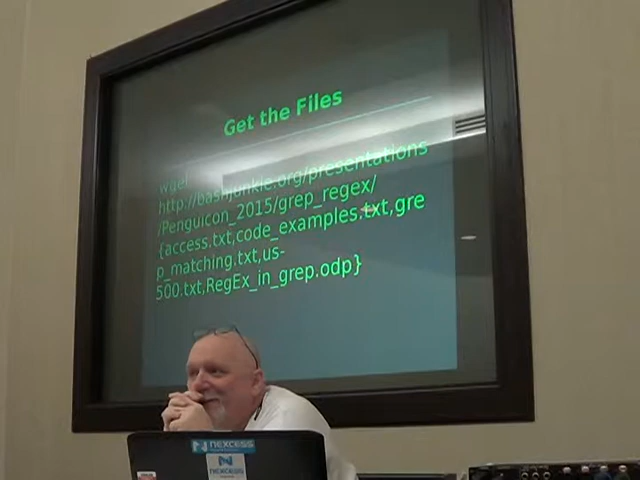 Get the Files
wget
http://bashjunkie.org/presentations
/Penguicon_2015/grep_regex/
{access.txt,code_examples.txt,gre
p_matching.txt,us-
500.txt,RegEx_in_grep.odp}
NEXCESS
NEXCESS